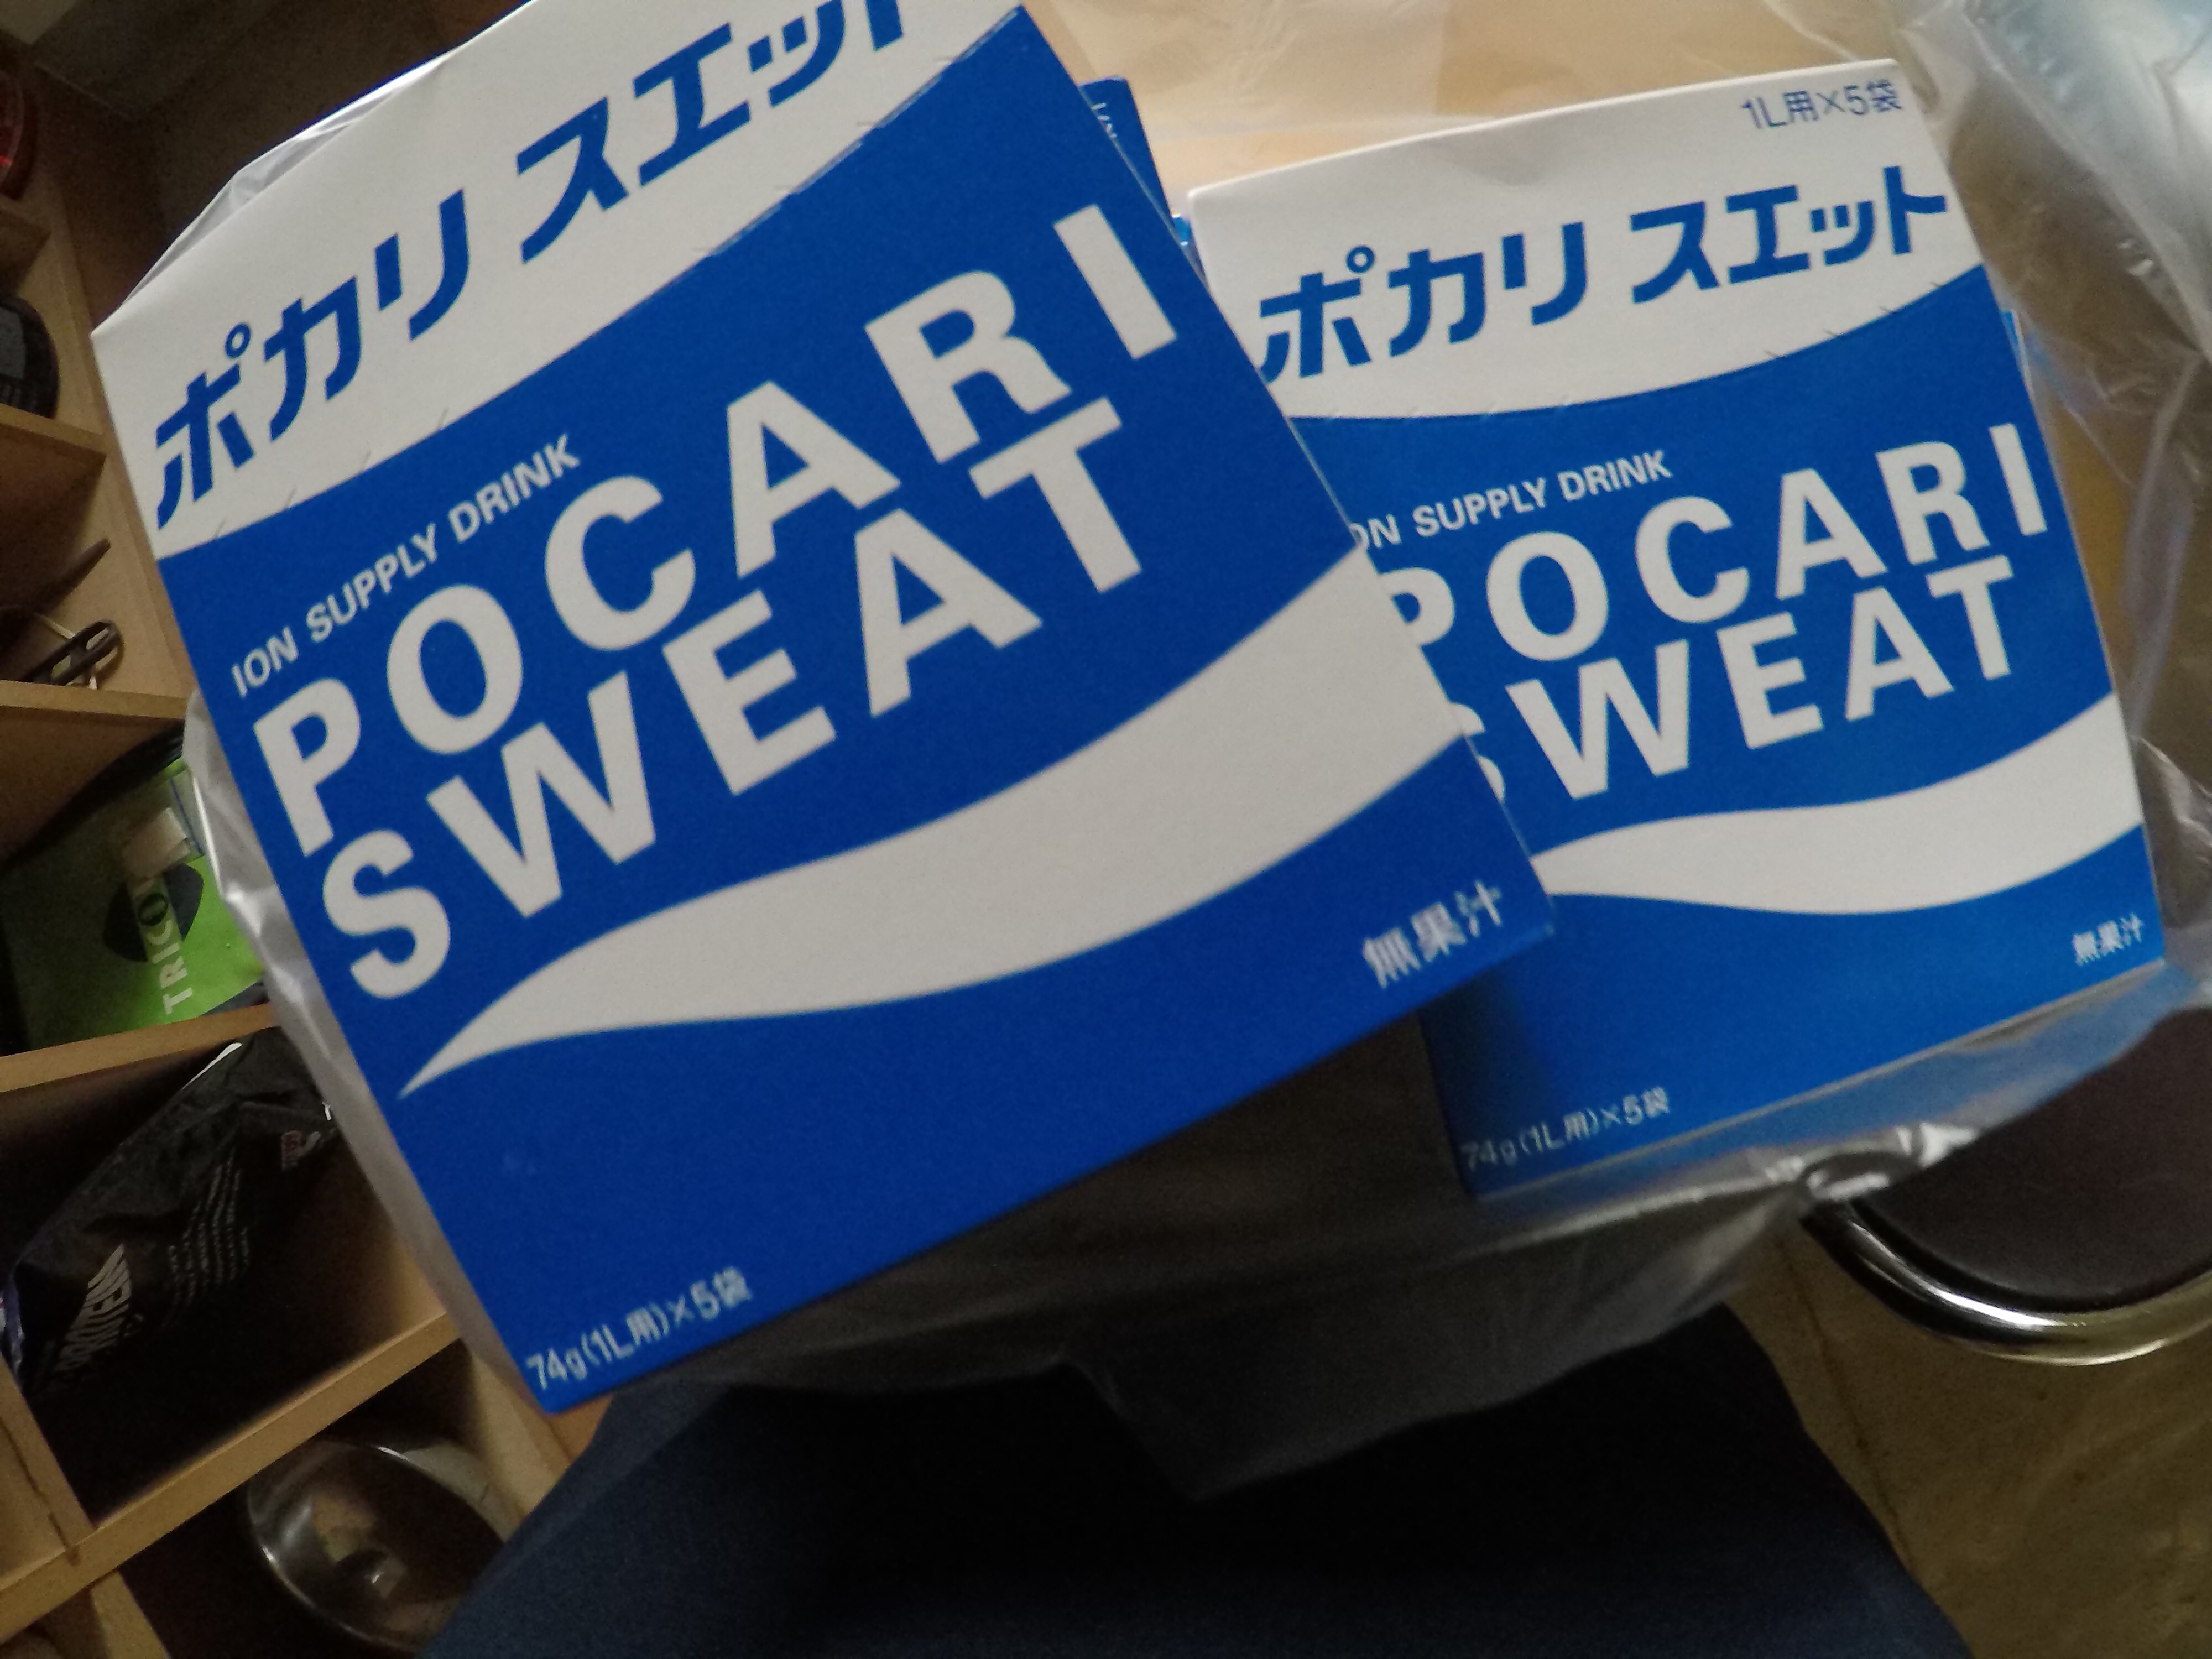 ポカリスエット
ION SUPPLY DRINK
POCARI
SWEAT
無果汁
74g(1L用)×5袋
1L用×5袋
ポカリスエット
ON SUPPLY DRINK
POCARI
SWEAT
無果汁
74g(1L用)×5袋